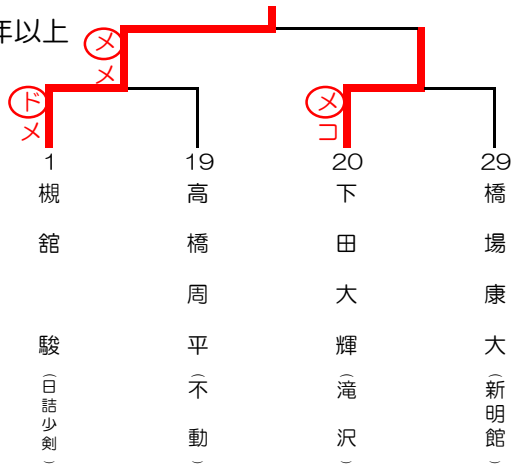 年以上
メ
メ
ド
メ
メ
コ
1
19
20
29
槻舘 駿(日詰少剣)
高橋周平(不動)
下田大輝(滝沢)
橋場康大(新明館)